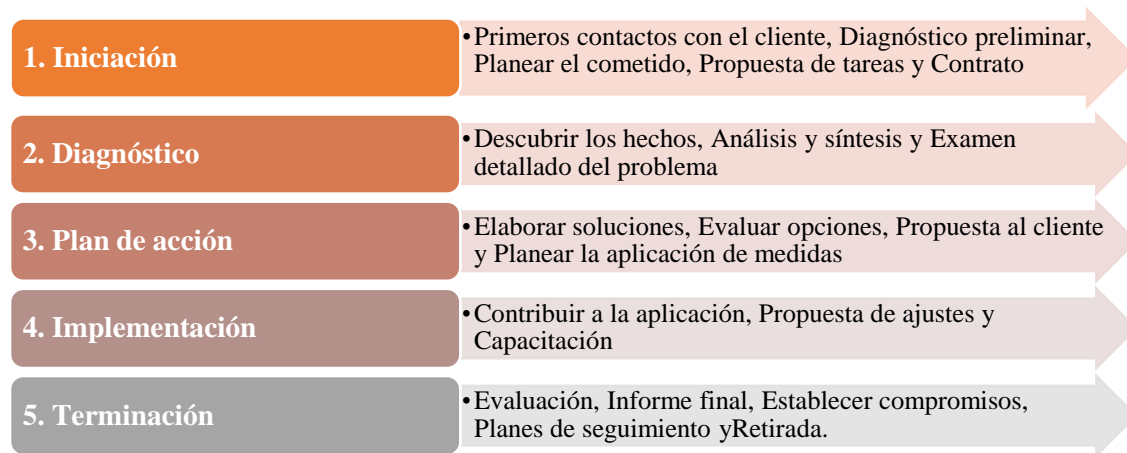 1. Iniciación
•Primeros contactos con el cliente, Diagnóstico preliminar,
Planear el cometido, Propuesta de tareas y Contrato
2. Diagnóstico
•Descubrir los hechos, Análisis y síntesis y Examen
detallado del problema
3. Plan de acción
•Elaborar soluciones, Evaluar opciones, Propuesta al cliente
y Planear la aplicación de medidas
4. Implementación
•Contribuir a la aplicación, Propuesta de ajustes y
Capacitación
5. Terminación
•Evaluación, Informe final, Establecer compromisos,
Planes de seguimiento yRetirada.